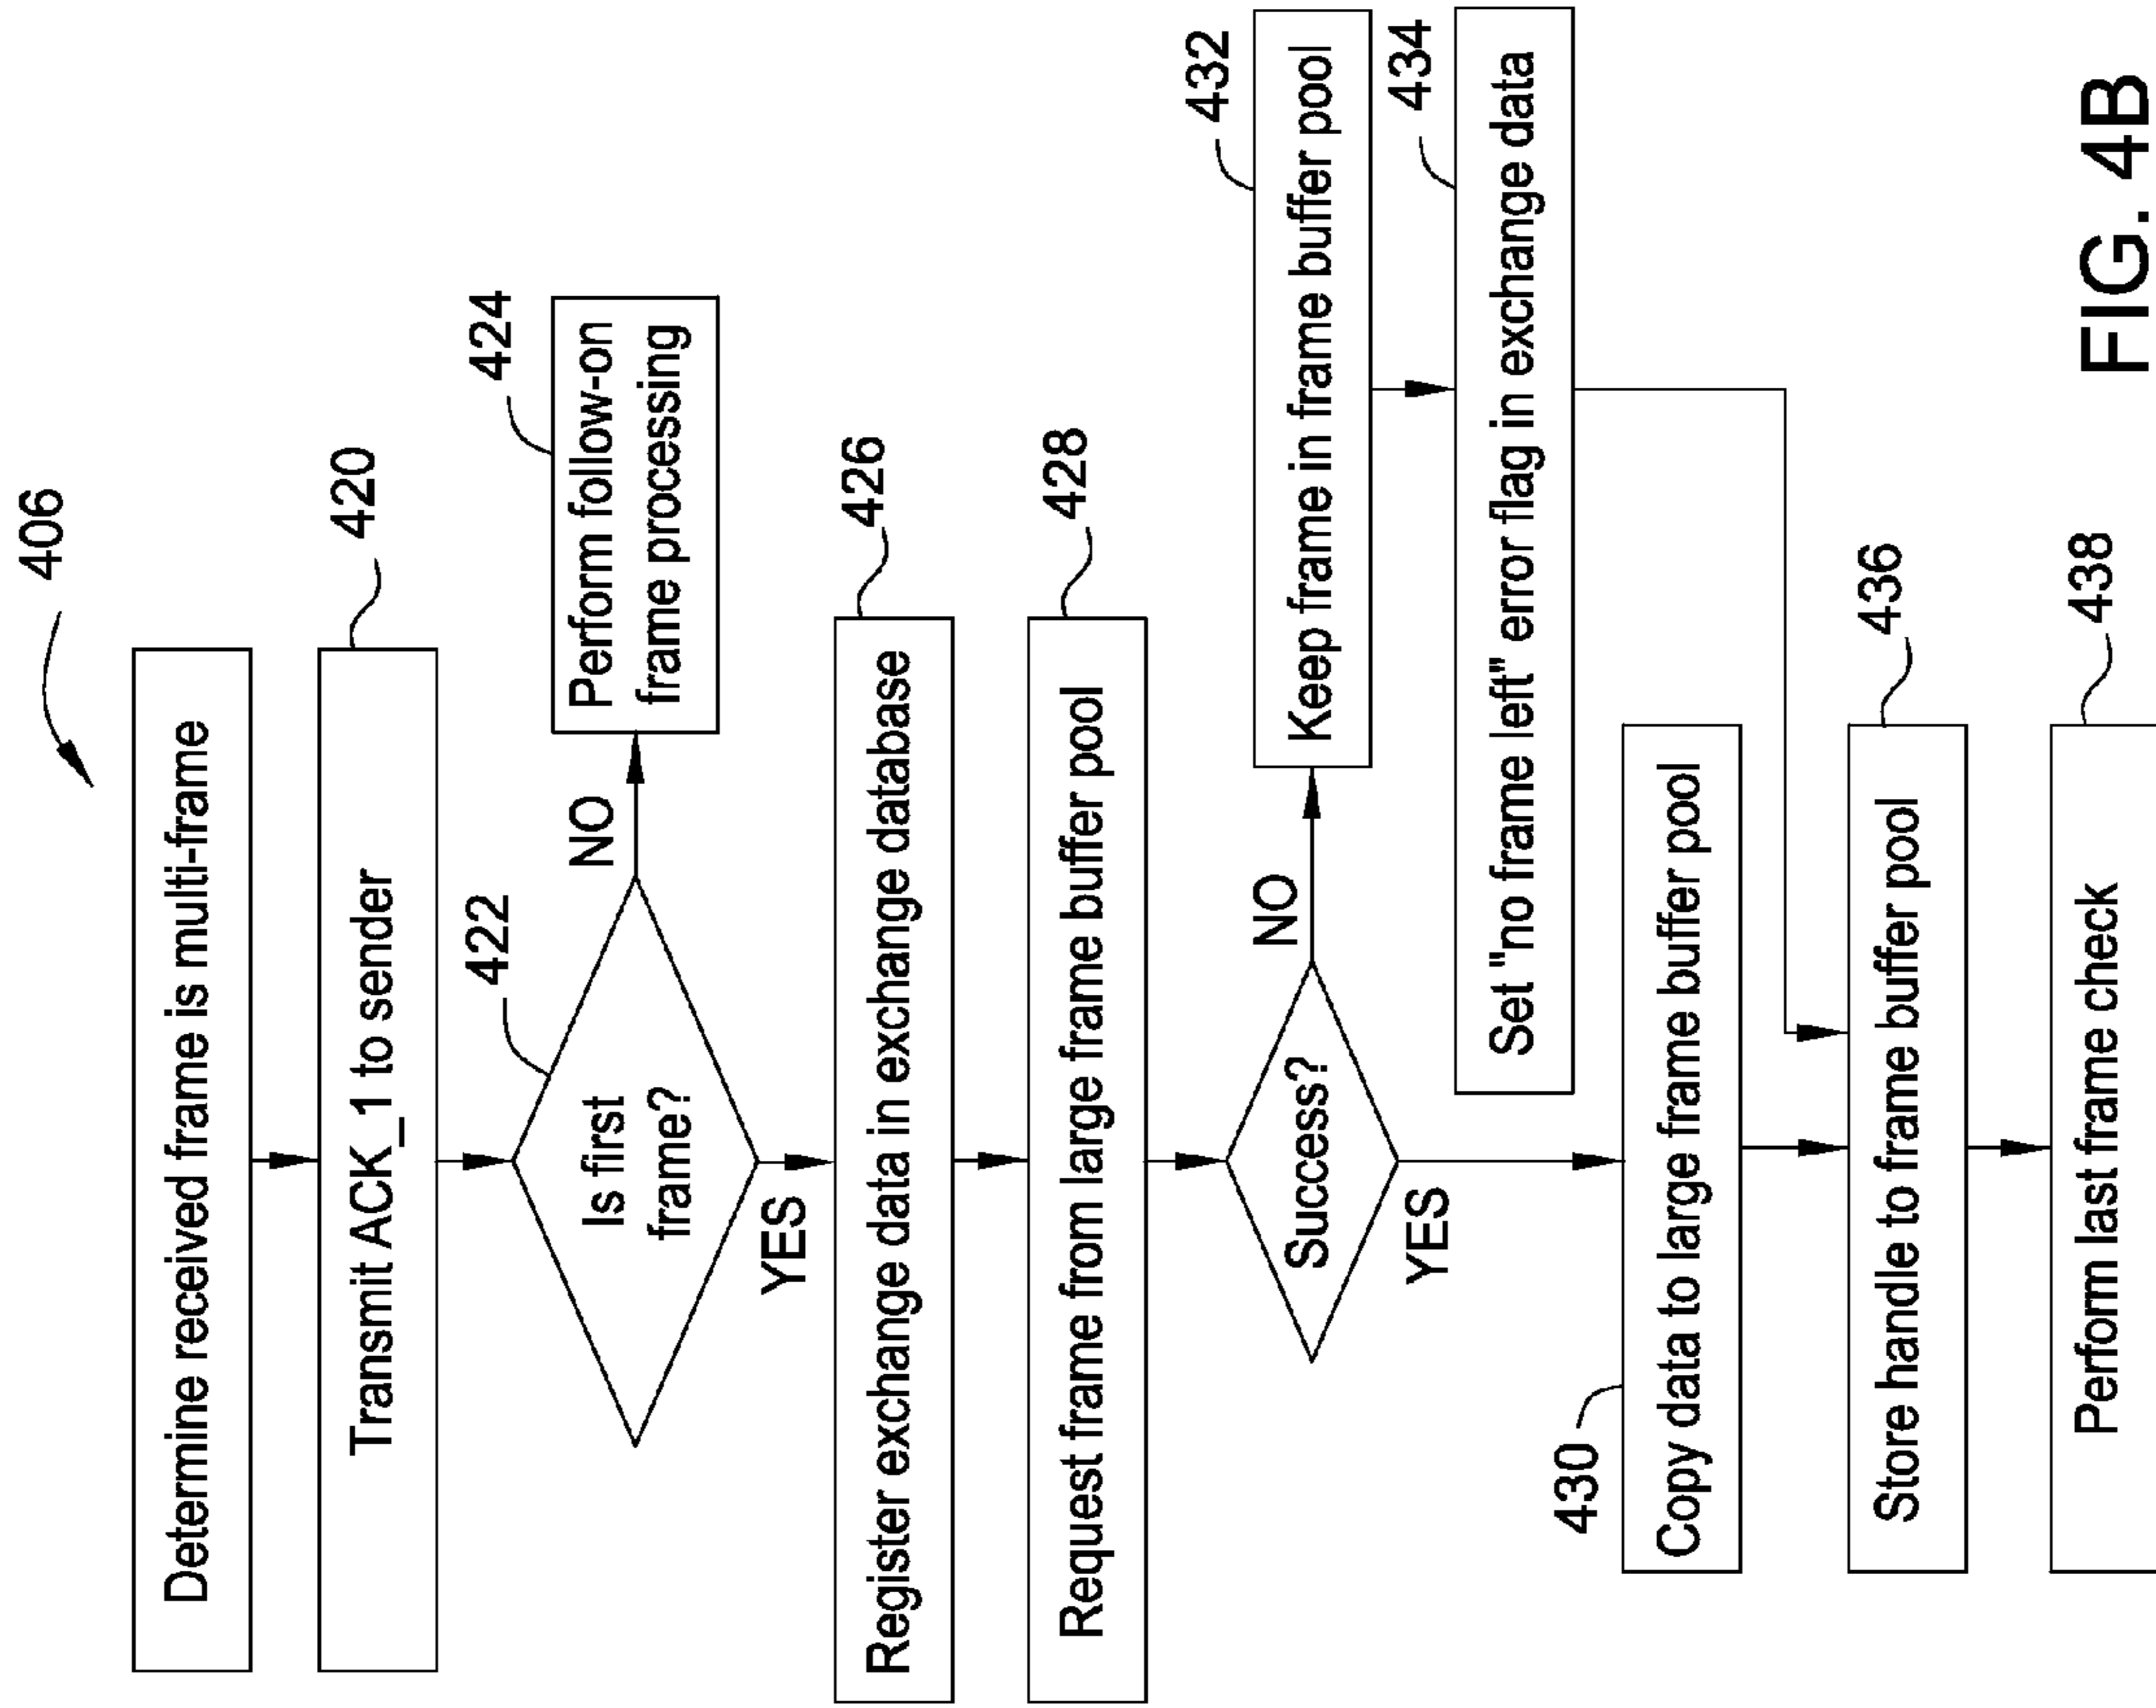 406
Determine received frame is multi-frame
420
Transmit ACK_1 to sender
422
Is first
frame?
NO
424
Perform follow-on
frame processing
YES
426
Register exchange data in exchange database
428
Request frame from large frame buffer pool
Success?
NO
432
Keep frame in frame buffer pool
434
Set "no frame left" error flag in exchange data
YES
430
Copy data to large frame buffer pool
436
Store handle to frame buffer pool
438
Perform last frame check
FIG. 4B